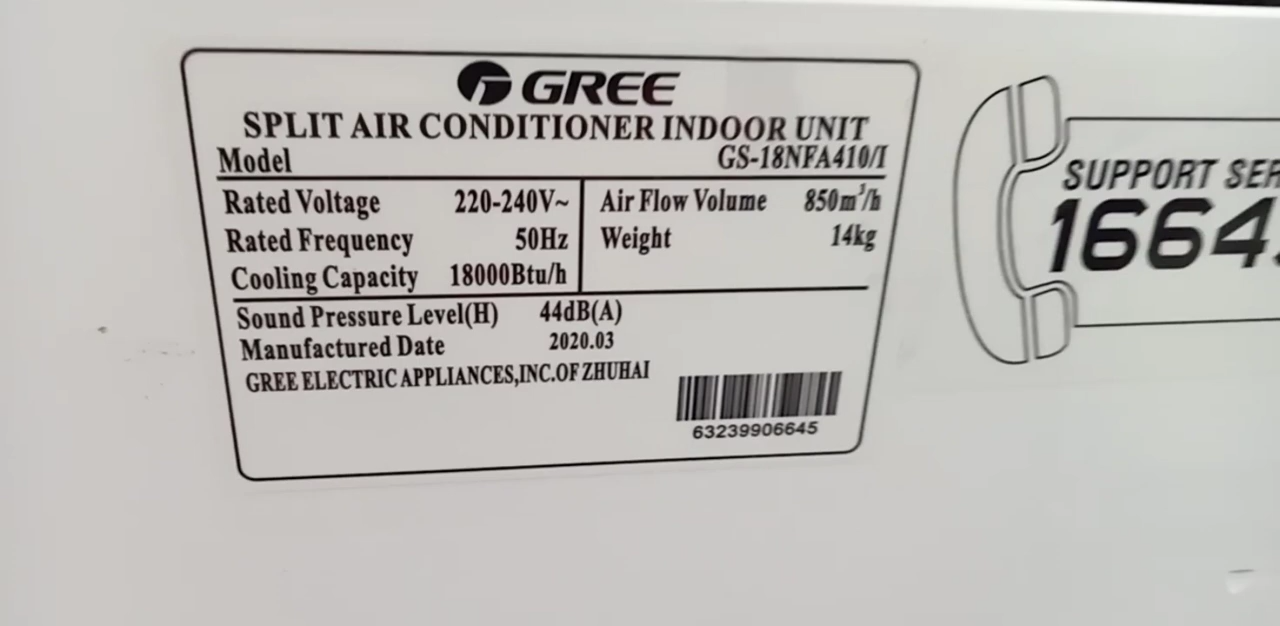 GREE
SPLIT AIR CONDITIONER INDOOR UNIT
Model GS-18NFA410/I
Rated Voltage 220-240V~ Air Flow Volume 850m³/h
Rated Frequency 50Hz Weight 14kg
Cooling Capacity 18000Btu/h
Sound Pressure Level(H) 44dB(A)
Manufactured Date 2020.03
GREE ELECTRIC APPLIANCES,INC.OF ZHUHAI
63239906645
SUPPORT SER
1664